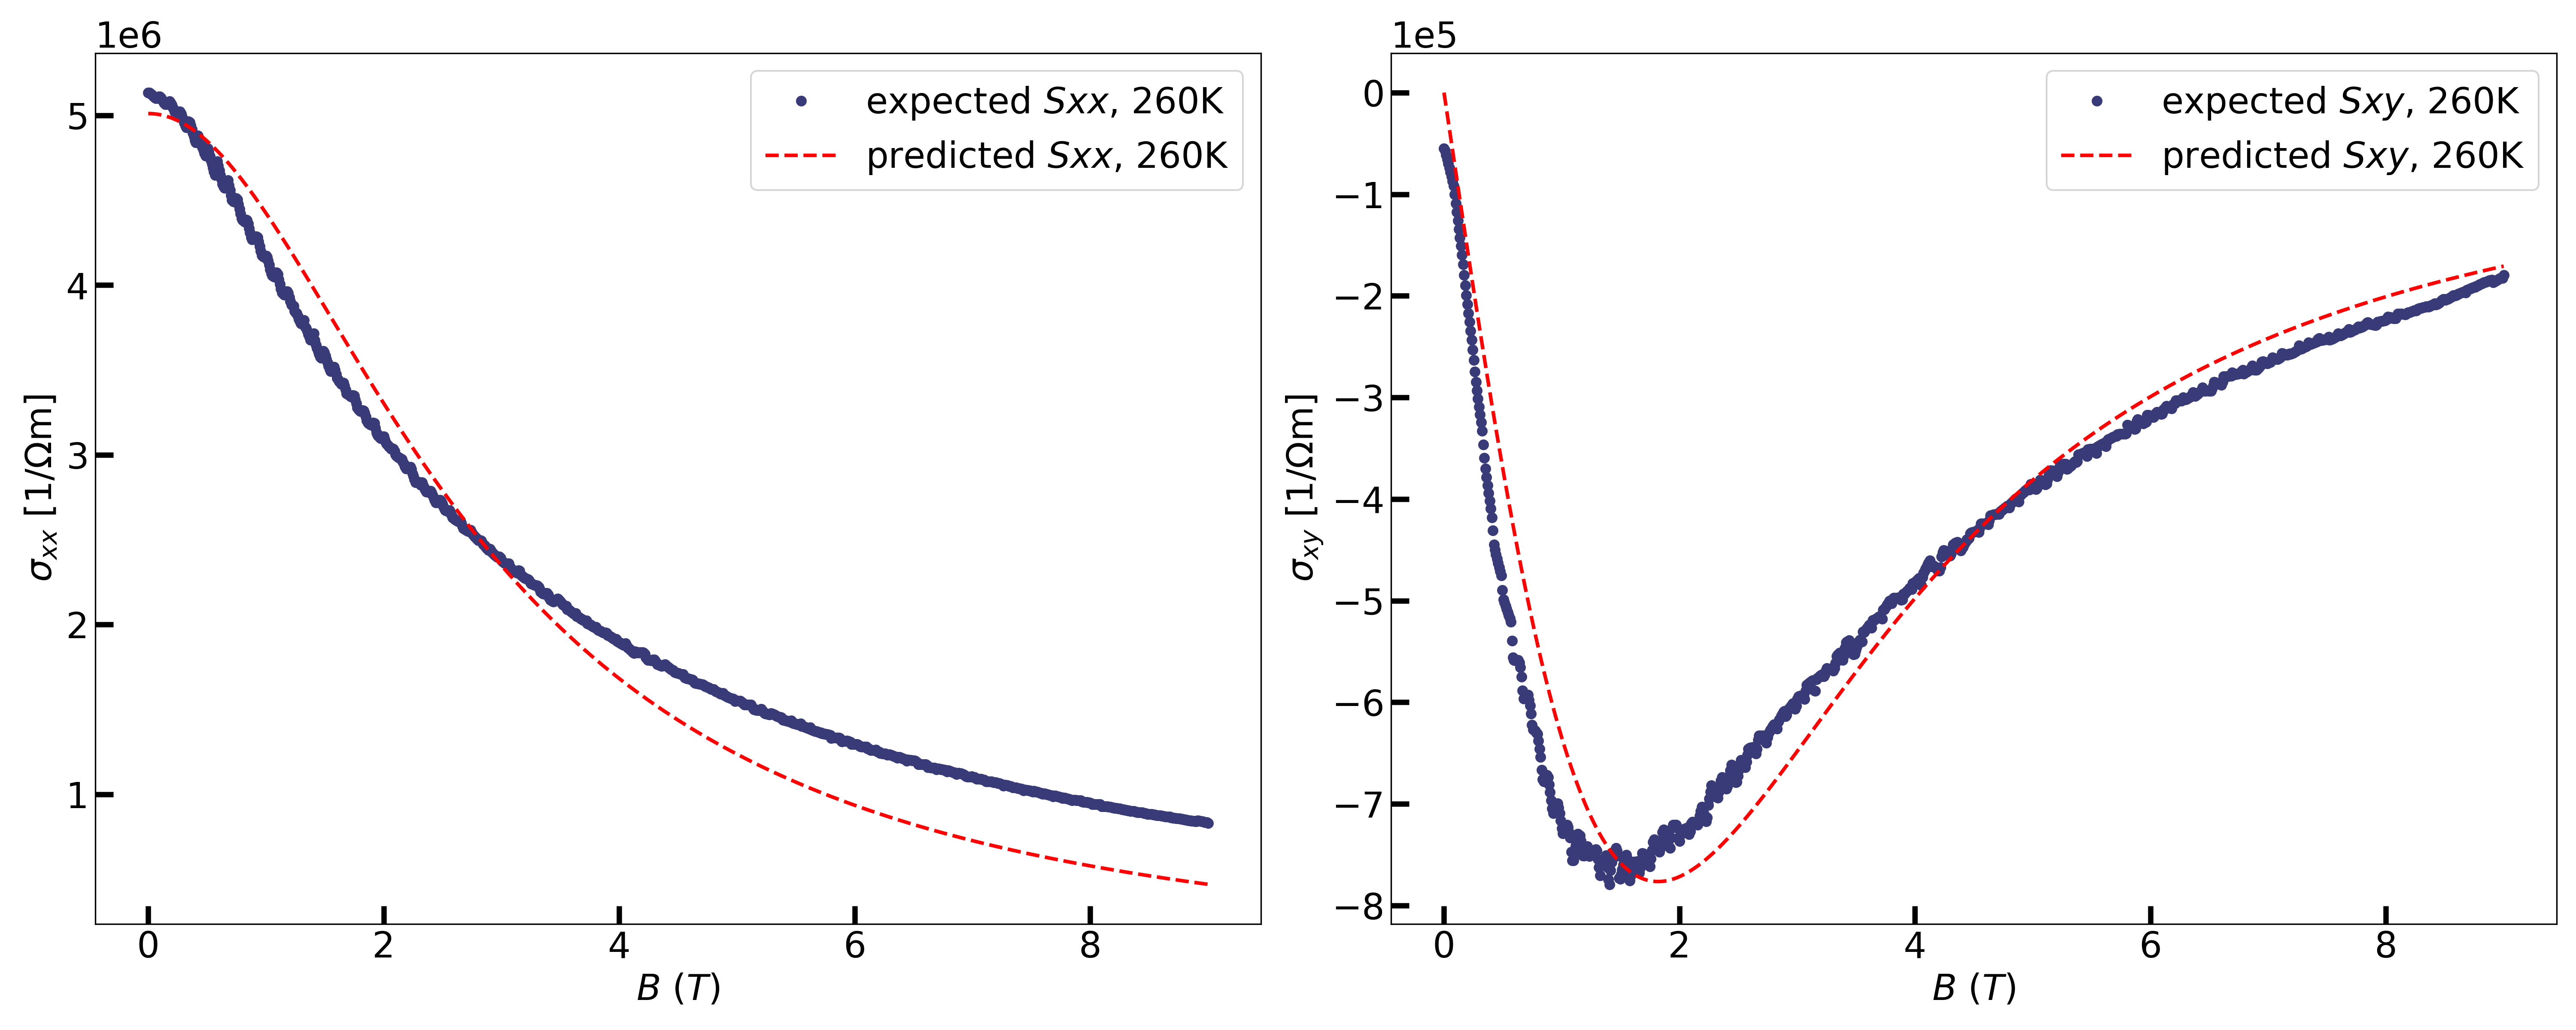 1e6
expected Sxx, 260K
predicted Sxx, 260K
5
4
3
2
1
σxx [1/Ωm]
0 2 4 6 8
B (T)
1e5
expected Sxy, 260K
predicted Sxy, 260K
0
−1
−2
−3
−4
−5
−6
−7
−8
σxy [1/Ωm]
0 2 4 6 8
B (T)